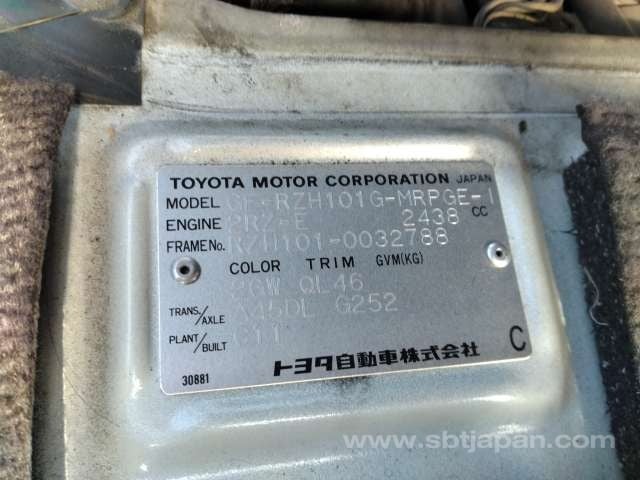 TOYOTA MOTOR CORPORATION JAPAN
MODEL GF-RZH101G-MRPGE-1
ENGINE 2RZ-E 2438 CC
FRAME No. RZH101-0032788
COLOR TRIM GVM(KG)
QL46
TRANS./AXLE A45DL G252
PLANT/BUILT
トヨタ自動車株式会社 C
30881
www.sbtjapan.com